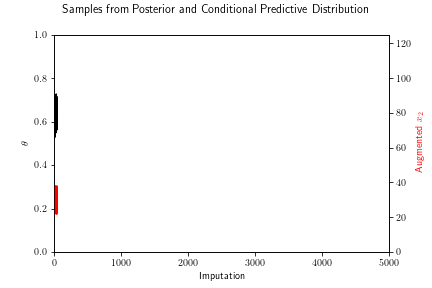 Samples from Posterior and Conditional Predictive Distribution
1.0
0.8
0.6
0.4
0.2
0.0
θ
120
100
80
60
40
20
0
Augmented x₂
0 1000 2000 3000 4000 5000
Imputation